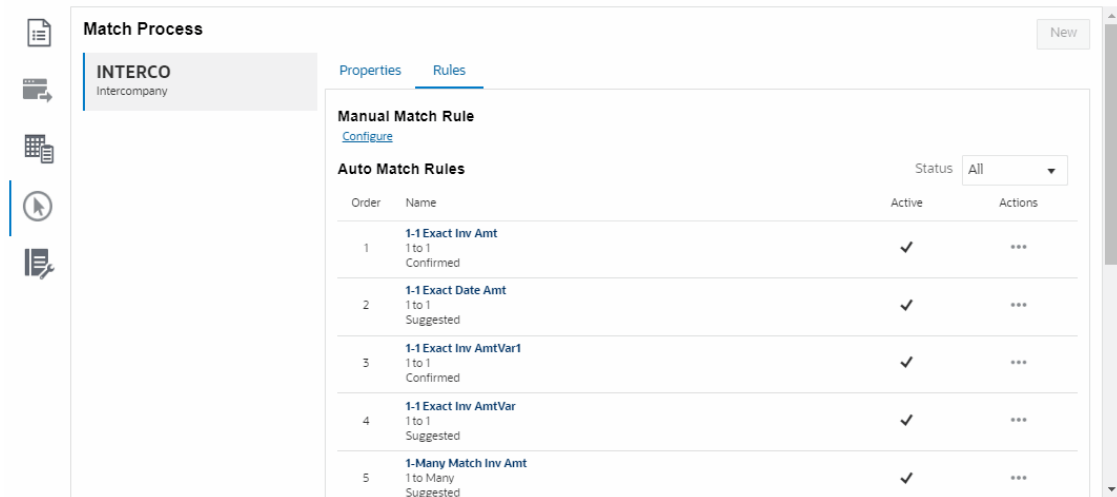 Match Process
New
INTERCO
Intercompany
Properties Rules
Manual Match Rule
Configure
Auto Match Rules
Status All
Order Name Active Actions
1-1 Exact Inv Amt
1 1 to 1
Confirmed
1-1 Exact Date Amt
2 1 to 1
Suggested
1-1 Exact Inv AmtVar1
3 1 to 1
Confirmed
1-1 Exact Inv AmtVar
4 1 to 1
Suggested
1-Many Match Inv Amt
5 1 to Many
Suggested